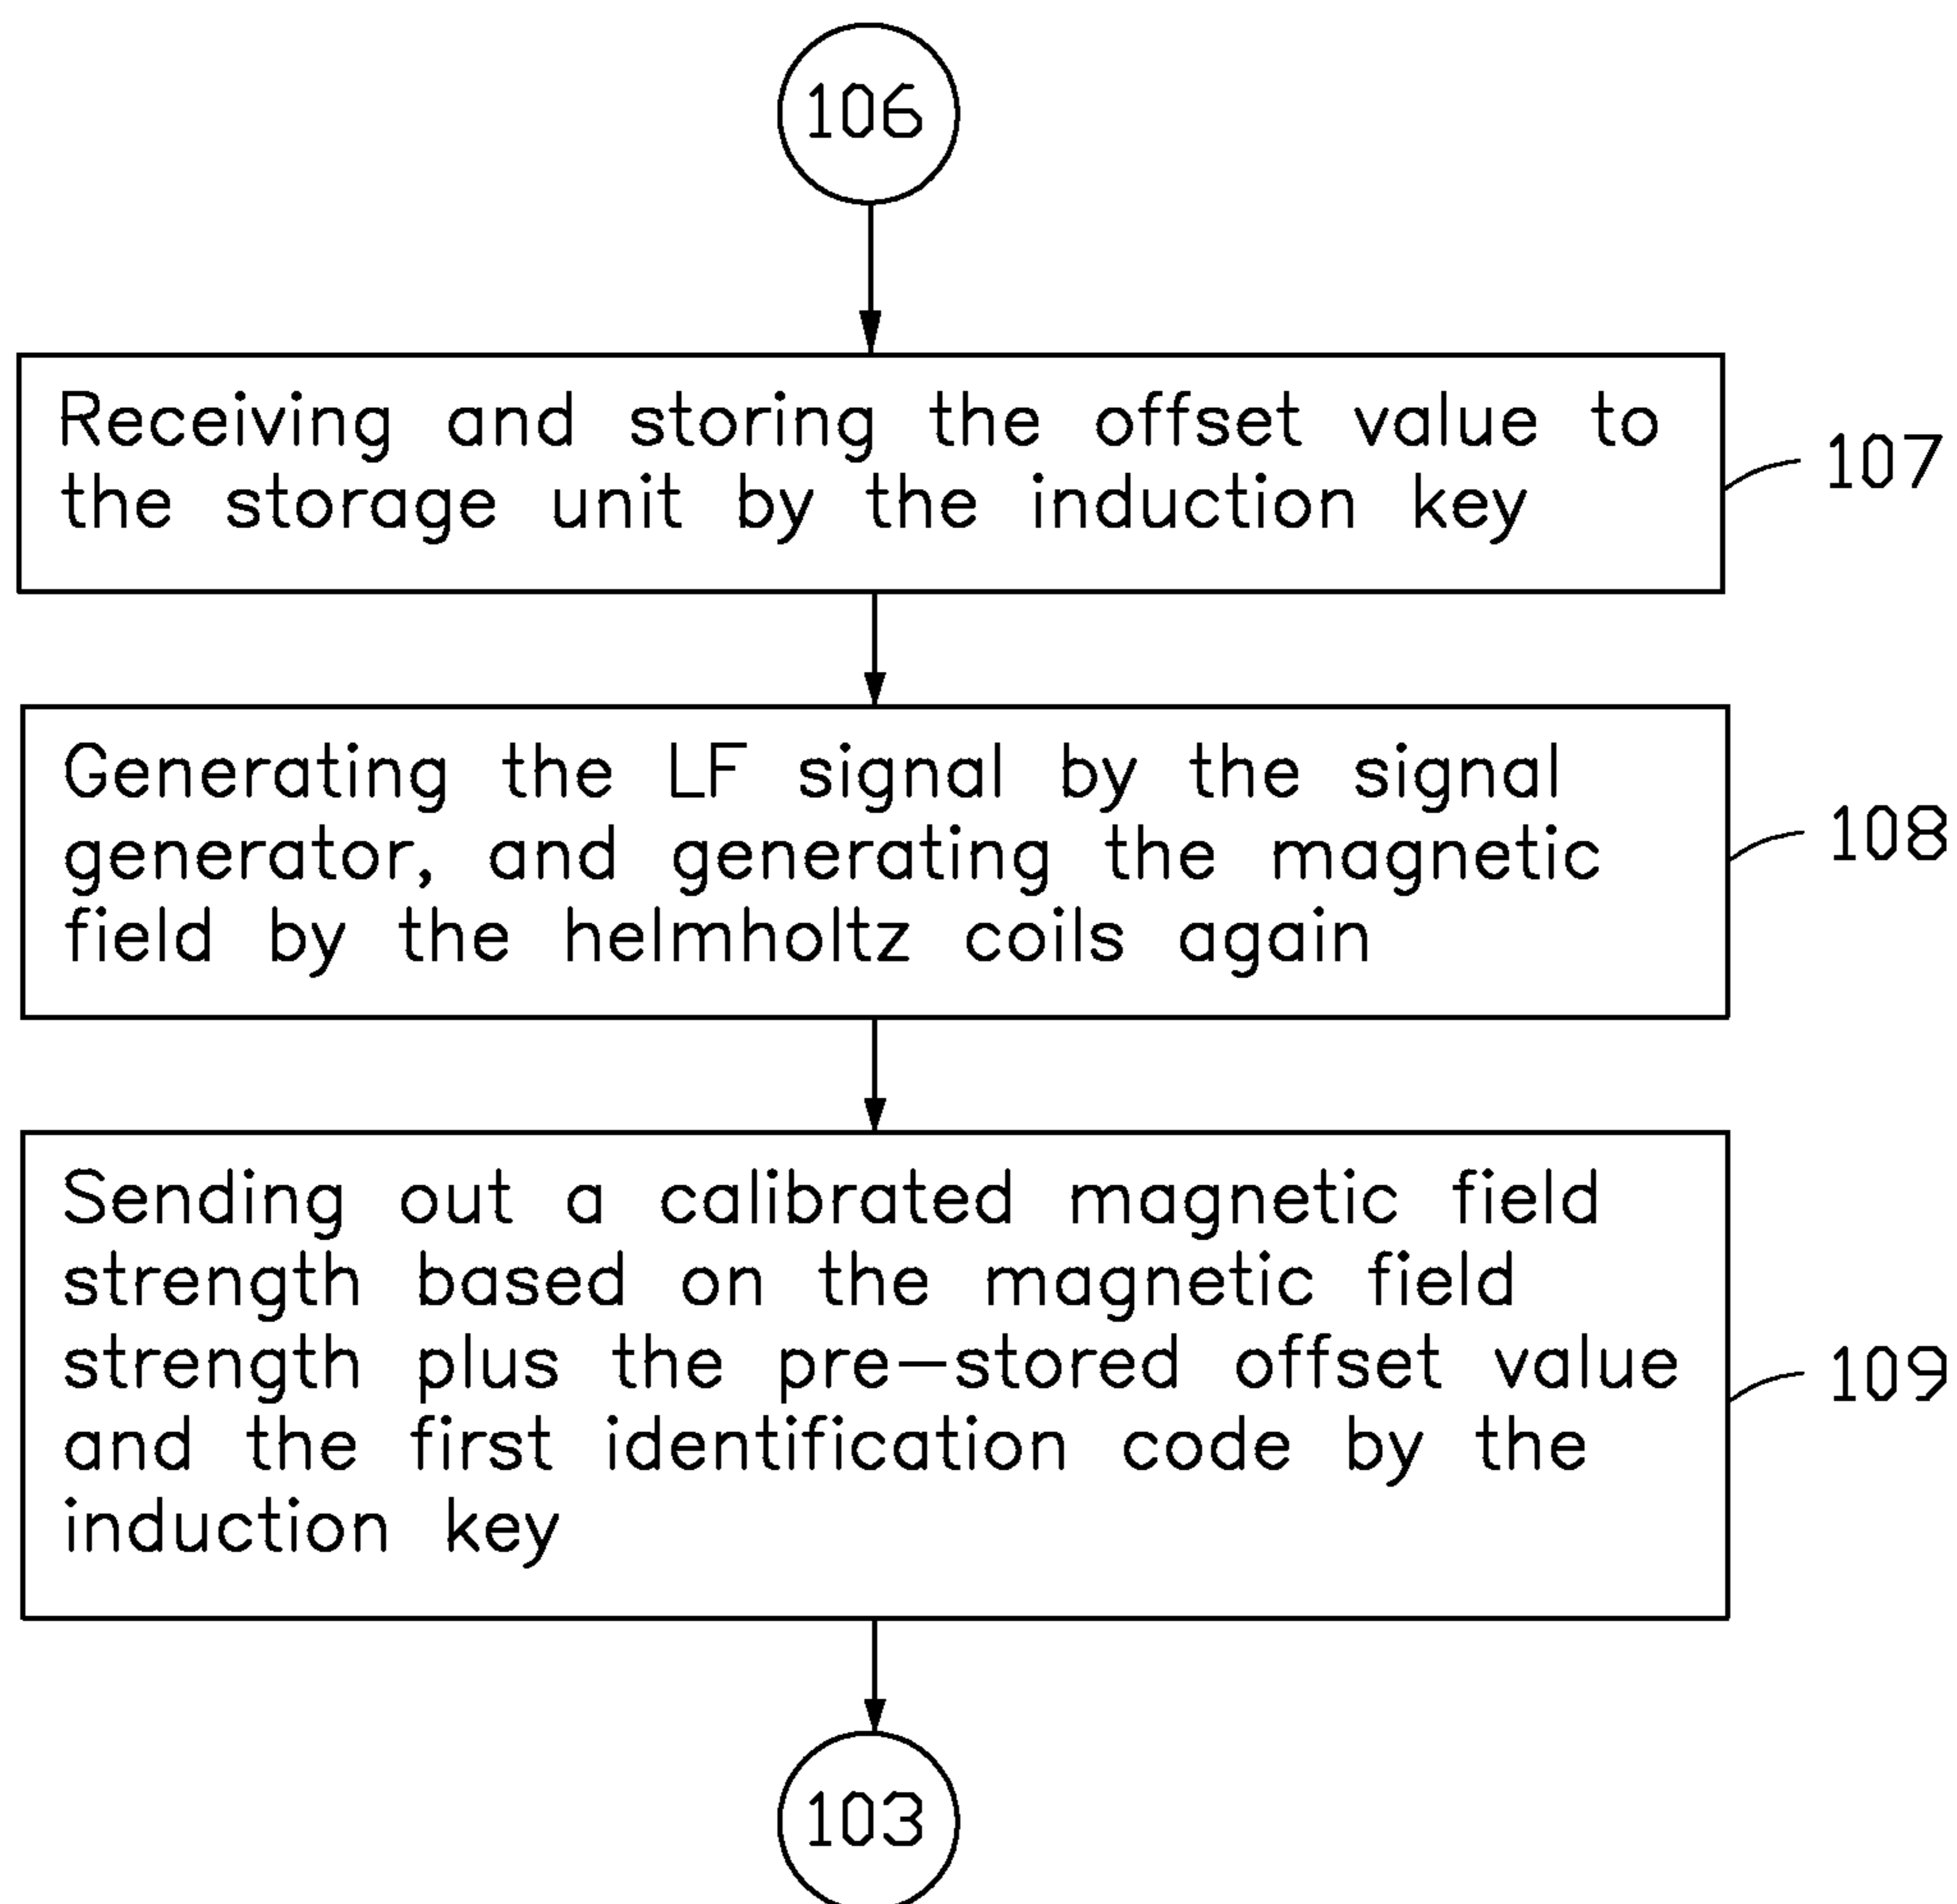 106
Receiving and storing the offset value to
the storage unit by the induction key
107
Generating the LF signal by the signal
generator, and generating the magnetic
field by the helmholtz coils again
108
Sending out a calibrated magnetic field
strength based on the magnetic field
strength plus the pre-stored offset value
and the first identification code by the
induction key
109
103